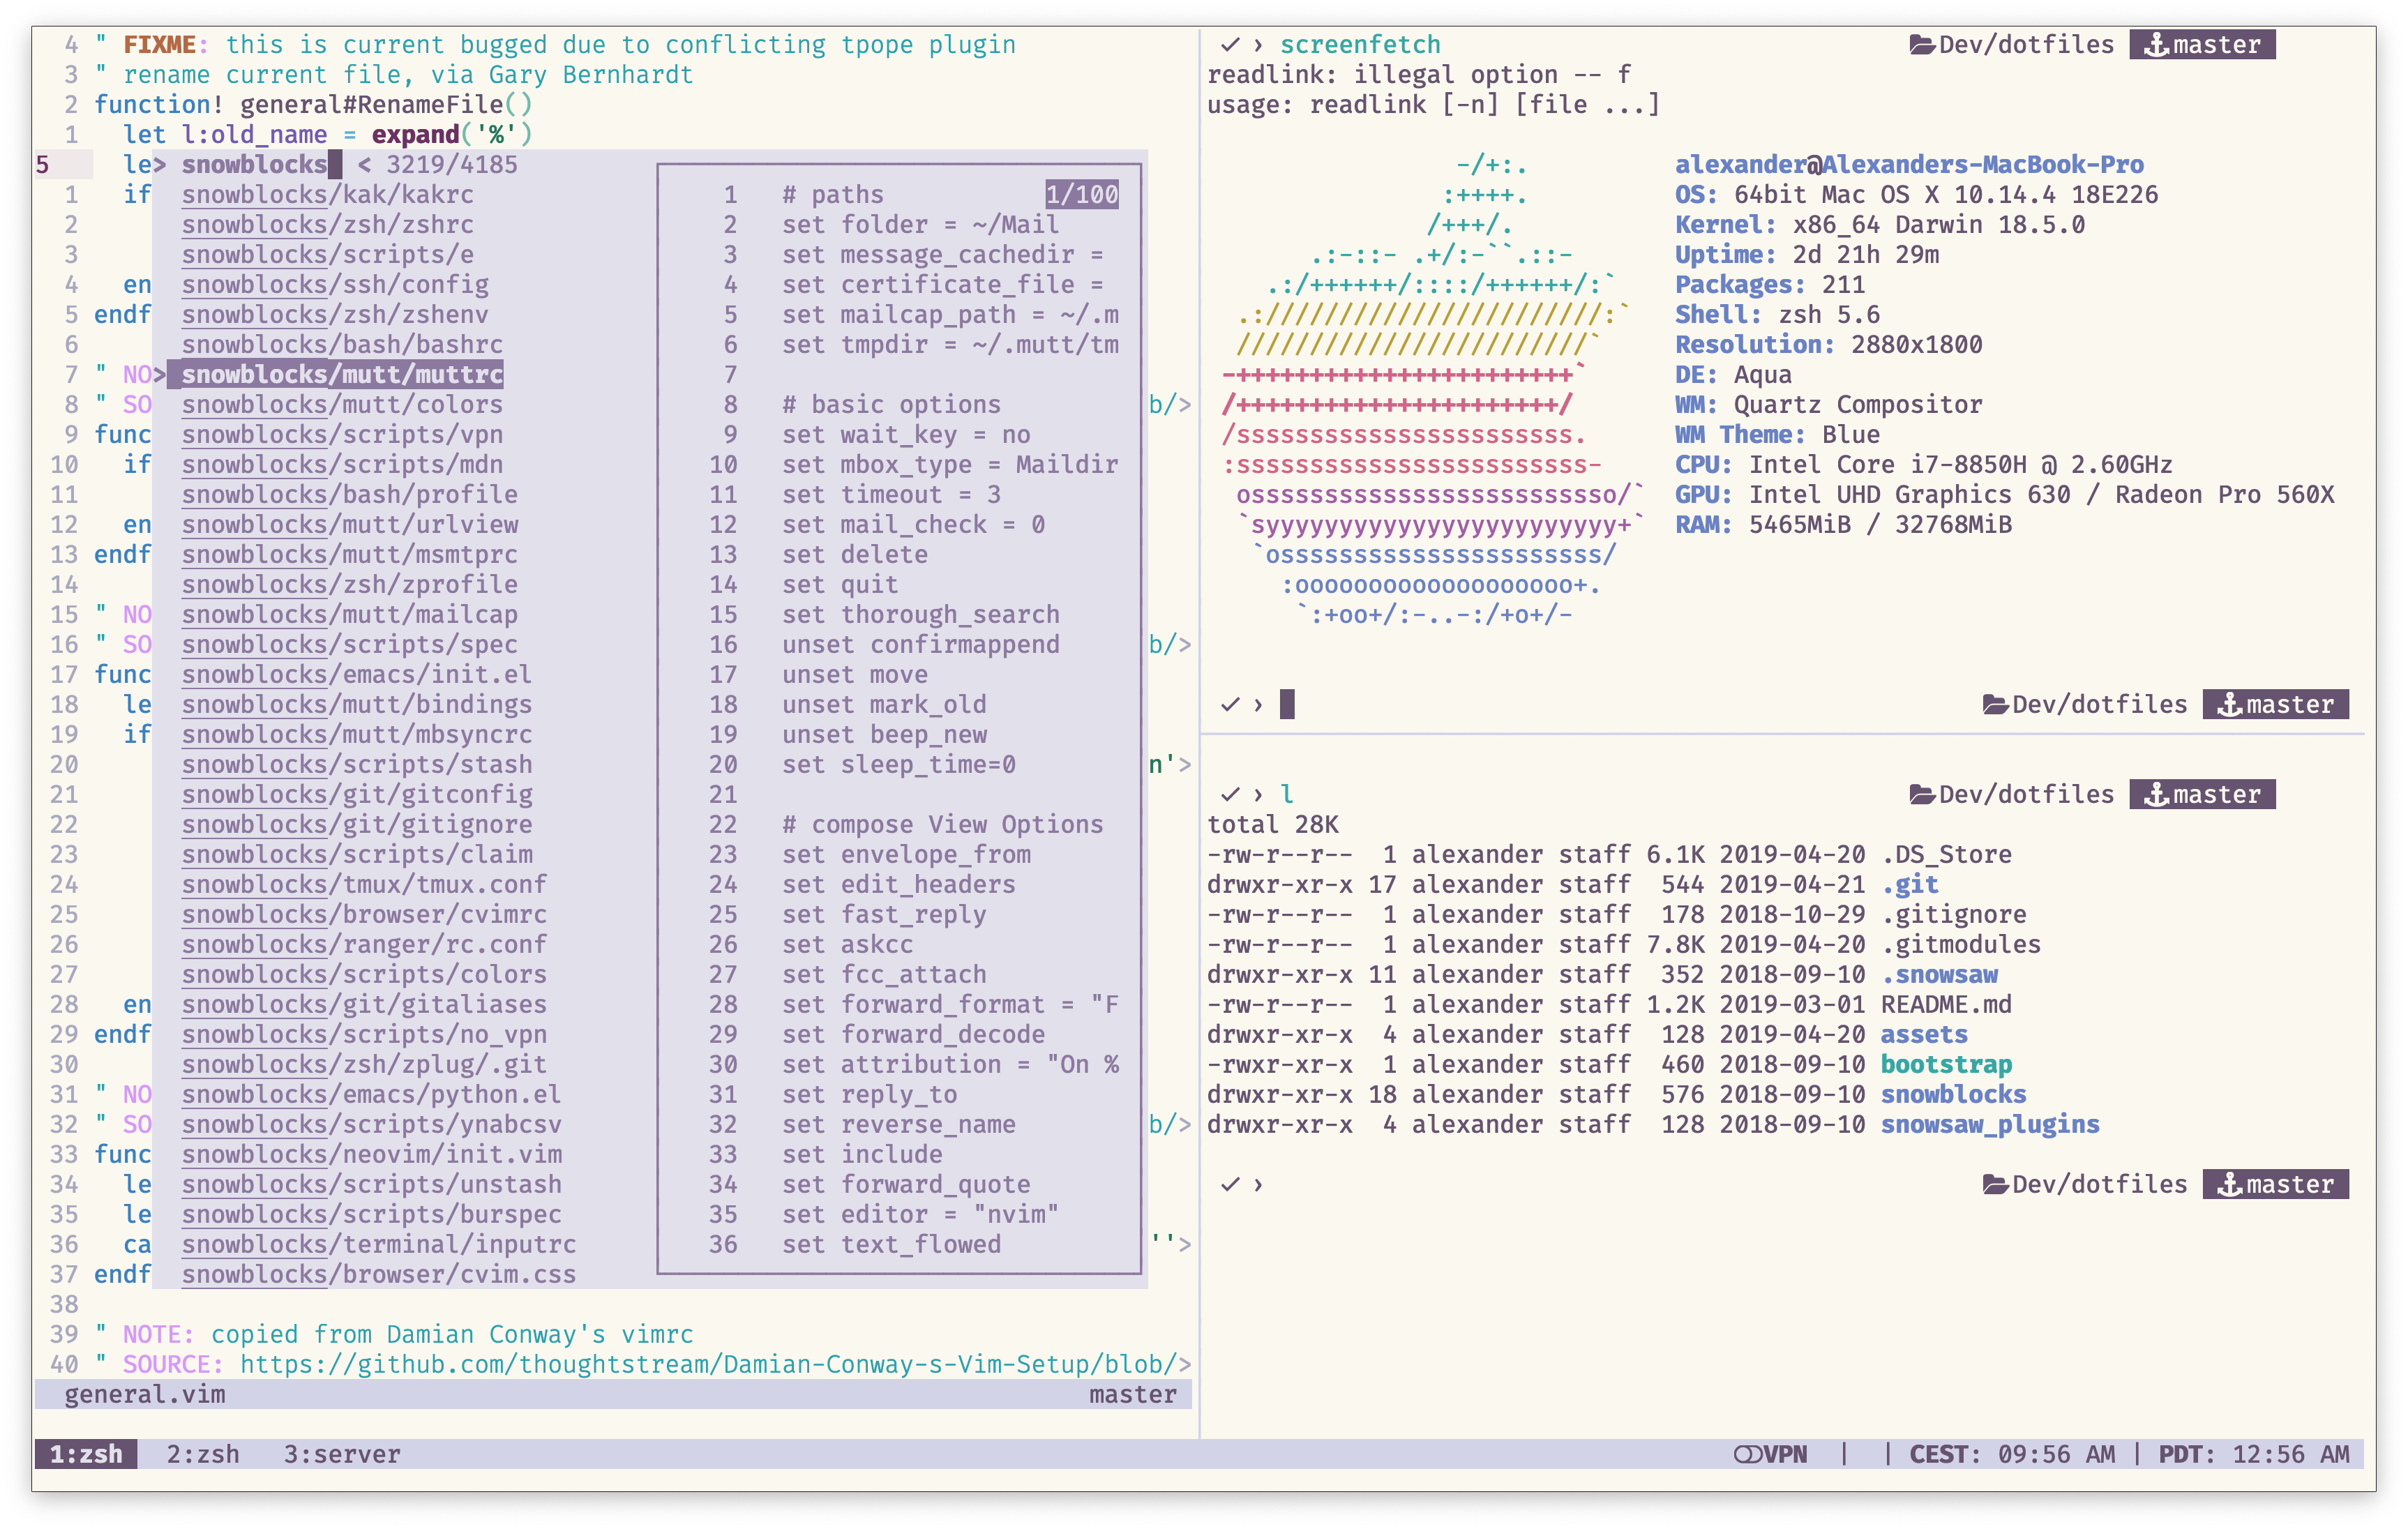 4 " FIXME: this is current bugged due to conflicting tpope plugin
3 " rename current file, via Gary Bernhardt
2 function! general#RenameFile()
1   let l:old_name = expand('%')
5     le
1   if
2
3
4   en
5 endf
6
7 " NO
8 " SO b/>
9 func
10   if
11
12   en
13 endf
14
15 " NO
16 " SO b/>
17 func
18   le
19   if
20 n'>
21
22
23
24
25
26
27
28   en
29 endf
30
31 " NO
32 " SO b/>
33 func
34   le
35   le
36   ca ''>
37 endf
38
39 " NOTE: copied from Damian Conway's vimrc
40 " SOURCE: https://github.com/thoughtstream/Damian-Conway-s-Vim-Setup/blob/>
general.vim master
> snowblocks < 3219/4185
snowblocks/kak/kakrc
snowblocks/zsh/zshrc
snowblocks/scripts/e
snowblocks/ssh/config
snowblocks/zsh/zshenv
snowblocks/bash/bashrc
> snowblocks/mutt/muttrc
snowblocks/mutt/colors
snowblocks/scripts/vpn
snowblocks/scripts/mdn
snowblocks/bash/profile
snowblocks/mutt/urlview
snowblocks/mutt/msmtprc
snowblocks/zsh/zprofile
snowblocks/mutt/mailcap
snowblocks/scripts/spec
snowblocks/emacs/init.el
snowblocks/mutt/bindings
snowblocks/mutt/mbsyncrc
snowblocks/scripts/stash
snowblocks/git/gitconfig
snowblocks/git/gitignore
snowblocks/scripts/claim
snowblocks/tmux/tmux.conf
snowblocks/browser/cvimrc
snowblocks/ranger/rc.conf
snowblocks/scripts/colors
snowblocks/git/gitaliases
snowblocks/scripts/no_vpn
snowblocks/zsh/zplug/.git
snowblocks/emacs/python.el
snowblocks/scripts/ynabcsv
snowblocks/neovim/init.vim
snowblocks/scripts/unstash
snowblocks/scripts/burspec
snowblocks/terminal/inputrc
snowblocks/browser/cvim.css
1 # paths 1/100
2 set folder = ~/Mail
3 set message_cachedir =
4 set certificate_file =
5 set mailcap_path = ~/.m
6 set tmpdir = ~/.mutt/tm
7
8 # basic options
9 set wait_key = no
10 set mbox_type = Maildir
11 set timeout = 3
12 set mail_check = 0
13 set delete
14 set quit
15 set thorough_search
16 unset confirmappend
17 unset move
18 unset mark_old
19 unset beep_new
20 set sleep_time=0
21
22 # compose View Options
23 set envelope_from
24 set edit_headers
25 set fast_reply
26 set askcc
27 set fcc_attach
28 set forward_format = "F
29 set forward_decode
30 set attribution = "On %
31 set reply_to
32 set reverse_name
33 set include
34 set forward_quote
35 set editor = "nvim"
36 set text_flowed
✓ › screenfetch Dev/dotfiles master
readlink: illegal option -- f
usage: readlink [-n] [file ...]
                 -/+:.
                :++++.
               /+++/.
       .:-::- .+/:-``.::-
    .:/++++++/::::/++++++/:`
  .:///////////////////////:`
  ////////////////////////`
 -+++++++++++++++++++++++`
 /++++++++++++++++++++++/
 /sssssssssssssssssssssss.
 :ssssssssssssssssssssssss-
  osssssssssssssssssssssssso/`
  `syyyyyyyyyyyyyyyyyyyyyyyy+`
   `ossssssssssssssssssssss/
     :ooooooooooooooooooo+.
      `:+oo+/:-..-:/+o+/-
alexander@Alexanders-MacBook-Pro
OS: 64bit Mac OS X 10.14.4 18E226
Kernel: x86_64 Darwin 18.5.0
Uptime: 2d 21h 29m
Packages: 211
Shell: zsh 5.6
Resolution: 2880x1800
DE: Aqua
WM: Quartz Compositor
WM Theme: Blue
CPU: Intel Core i7-8850H @ 2.60GHz
GPU: Intel UHD Graphics 630 / Radeon Pro 560X
RAM: 5465MiB / 32768MiB
✓ › Dev/dotfiles master
✓ › l Dev/dotfiles master
total 28K
-rw-r--r--  1 alexander staff 6.1K 2019-04-20 .DS_Store
drwxr-xr-x 17 alexander staff  544 2019-04-21 .git
-rw-r--r--  1 alexander staff  178 2018-10-29 .gitignore
-rw-r--r--  1 alexander staff 7.8K 2019-04-20 .gitmodules
drwxr-xr-x 11 alexander staff  352 2018-09-10 .snowsaw
-rw-r--r--  1 alexander staff 1.2K 2019-03-01 README.md
drwxr-xr-x  4 alexander staff  128 2019-04-20 assets
-rwxr-xr-x  1 alexander staff  460 2018-09-10 bootstrap
drwxr-xr-x 18 alexander staff  576 2018-09-10 snowblocks
drwxr-xr-x  4 alexander staff  128 2018-09-10 snowsaw_plugins
✓ › Dev/dotfiles master
1:zsh 2:zsh 3:server VPN | | CEST: 09:56 AM | PDT: 12:56 AM